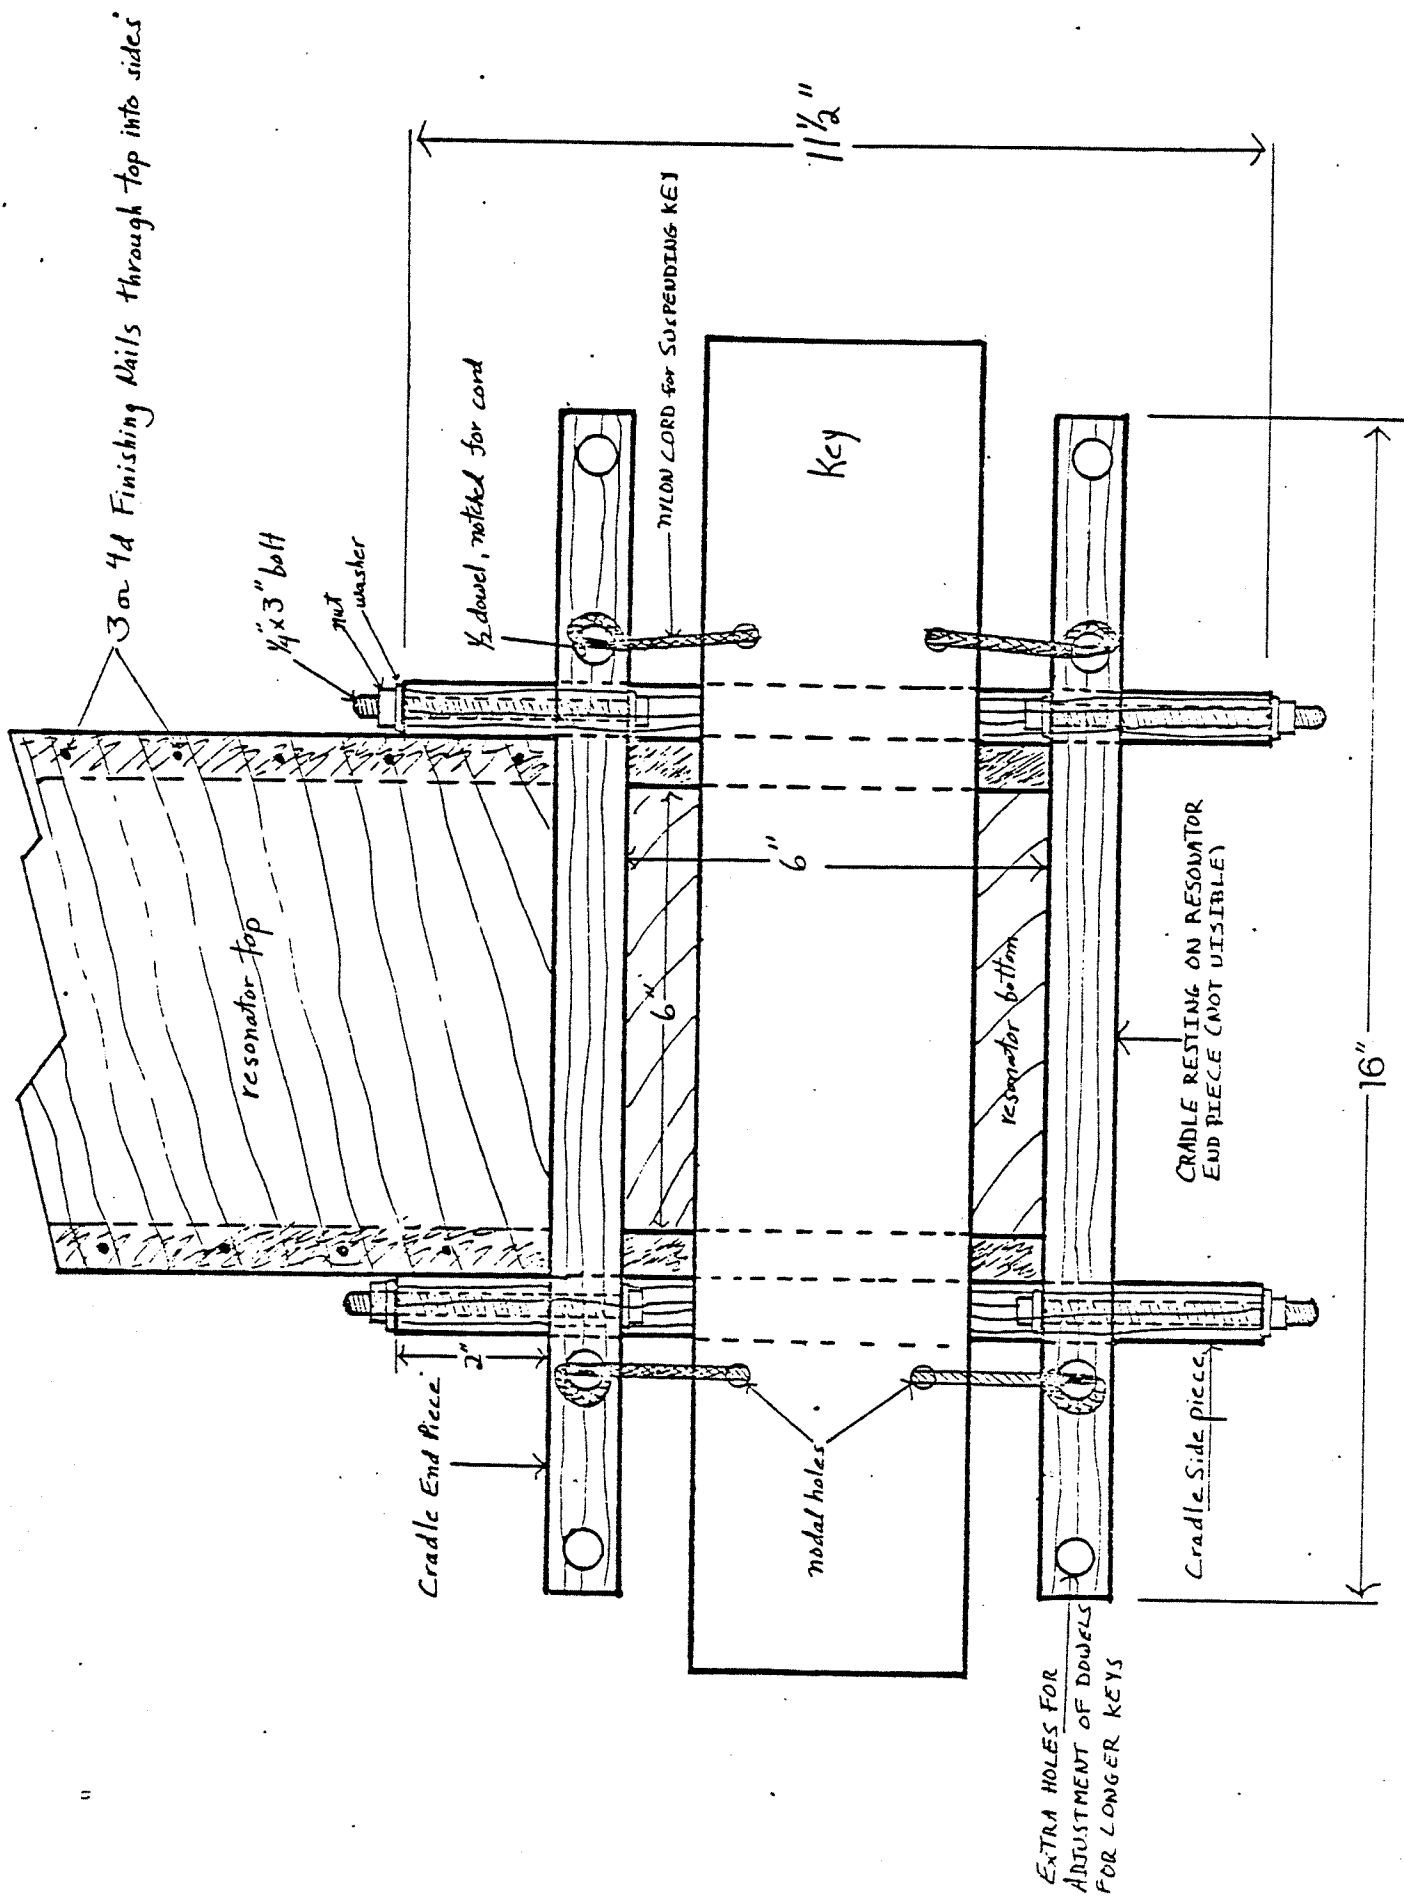 3 or 4d Finishing Nails through top into sides
1/4" x 3" bolt
nut
washer
1/2 dowel, notched for cord
NYLON CORD for SUSPENDING KEY
11 1/2"
resonator top
Key
6"
6"
resonator bottom
2"
Cradle End Piece
nodal holes
CRADLE RESTING ON RESONATOR
END PIECE (NOT VISIBLE)
Cradle Side piece
16"
EXTRA HOLES FOR
ADJUSTMENT OF DOWELS
FOR LONGER KEYS